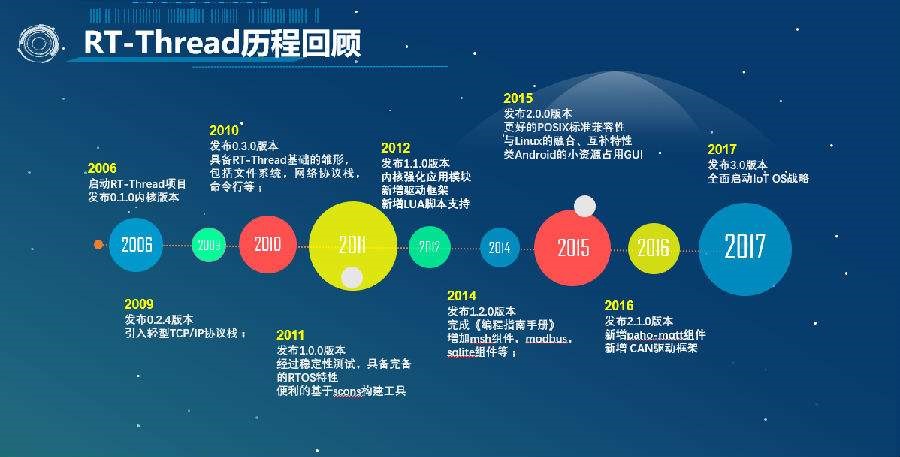 RT-Thread历程回顾
2006
启动RT-Thread项目
发布0.1.0内核版本
2010
发布0.3.0版本
具备RT-Thread基础的雏形，
包括文件系统，网络协议栈，
命令行等；
2012
发布1.1.0版本
内核强化应用模块
新增驱动框架
新增LUA脚本支持
2015
发布2.0.0版本
更好的POSIX标准兼容性
与Linux的融合、互补特性
类Android的小资源占用GUI
2017
发布3.0版本
全面启动IoT OS战略
2006
2009
2010
2011
2012
2014
2015
2016
2017
2009
发布0.2.4版本
引入轻型TCP/IP协议栈；
2011
发布1.0.0版本
经过稳定性测试，具备完备
的RTOS特性
便利的基于scons构建工具
2014
发布1.2.0版本
完成《编程指南手册》
增加msh组件，modbus，
sqlite组件等；
2016
发布2.1.0版本
新增paho-mqtt组件
新增 CAN驱动框架